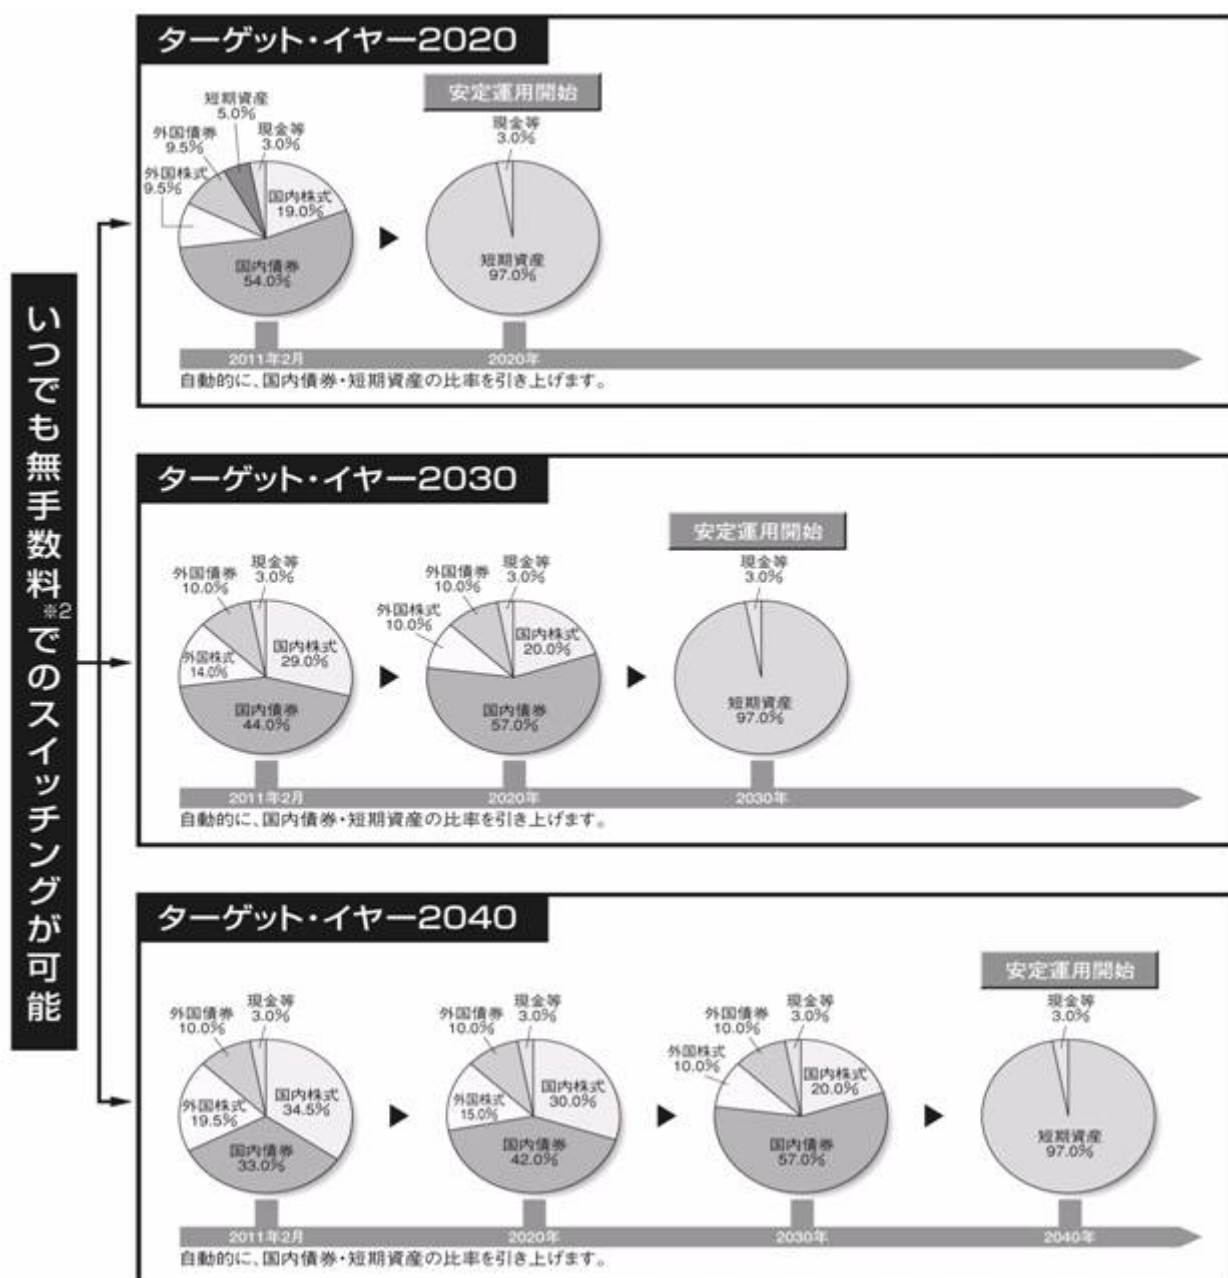 いつでも無手数料※2でのスイッチングが可能
ターゲット・イヤー2020
安定運用開始
短期資産
5.0%
外国債券
9.5%
現金等
3.0%
外国株式
9.5%
国内株式
19.0%
国内債券
54.0%
現金等
3.0%
短期資産
97.0%
2011年2月
2020年
自動的に、国内債券・短期資産の比率を引き上げます。
ターゲット・イヤー2030
安定運用開始
外国債券
10.0%
現金等
3.0%
外国株式
14.0%
国内株式
29.0%
国内債券
44.0%
外国債券
10.0%
現金等
3.0%
外国株式
10.0%
国内株式
20.0%
国内債券
57.0%
現金等
3.0%
短期資産
97.0%
2011年2月
2020年
2030年
自動的に、国内債券・短期資産の比率を引き上げます。
ターゲット・イヤー2040
安定運用開始
外国債券
10.0%
現金等
3.0%
外国株式
19.5%
国内株式
34.5%
国内債券
33.0%
外国債券
10.0%
現金等
3.0%
外国株式
15.0%
国内株式
30.0%
国内債券
42.0%
外国債券
10.0%
現金等
3.0%
外国株式
10.0%
国内株式
20.0%
国内債券
57.0%
現金等
3.0%
短期資産
97.0%
2011年2月
2020年
2030年
2040年
自動的に、国内債券・短期資産の比率を引き上げます。